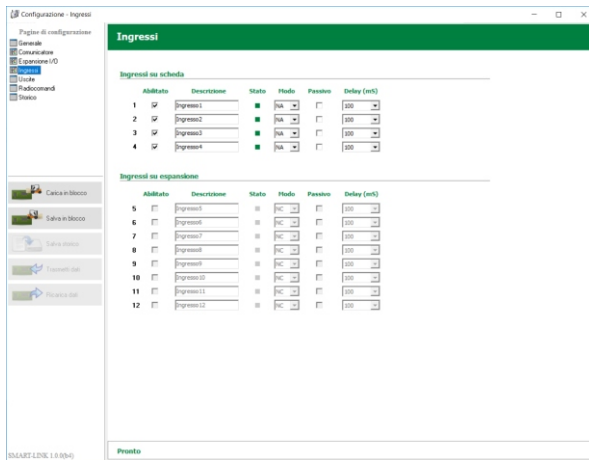 Configurazione - Ingressi
Pagine di configurazione
Generale
Comunicatore
Espansione I/O
Ingressi
Uscite
Radiocomandi
Storico
Carica in blocco
Salva in blocco
Salva storico
Trasmetti dati
Ricarica dati
SMART-LINK 1.0.0(b4)
Ingressi
Ingressi su scheda
Abilitato Descrizione Stato Modo Passivo Delay (mS)
1 Ingresso1 NA 100
2 Ingresso2 NA 100
3 Ingresso3 NA 100
4 Ingresso4 NA 100
Ingressi su espansione
Abilitato Descrizione Stato Modo Passivo Delay (mS)
5 Ingresso5 NC 100
6 Ingresso6 NC 100
7 Ingresso7 NC 100
8 Ingresso8 NC 100
9 Ingresso9 NC 100
10 Ingresso10 NC 100
11 Ingresso11 NC 100
12 Ingresso12 NC 100
Pronto